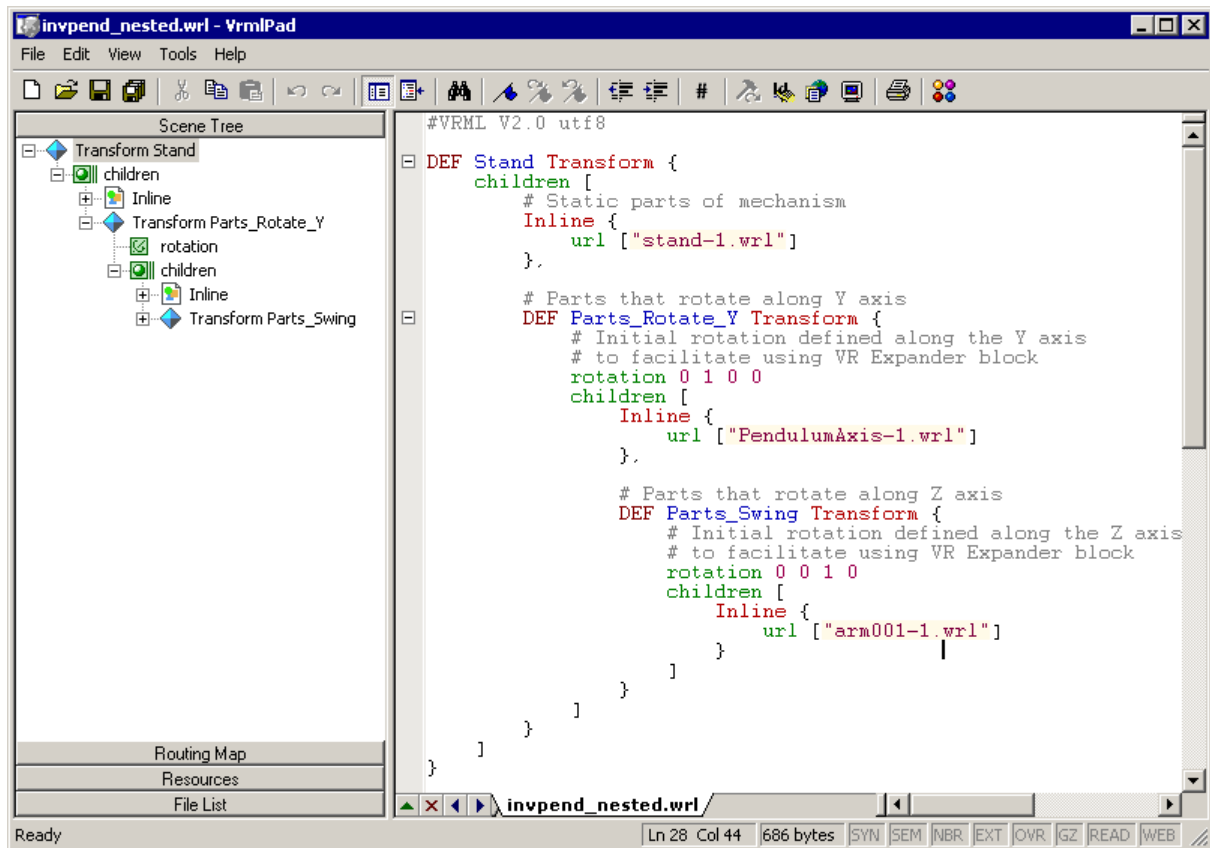 invpend_nested.wrl - VrmlPad
File Edit View Tools Help
#
Scene Tree
Transform Stand
children
Inline
Transform Parts_Rotate_Y
rotation
children
Inline
Transform Parts_Swing
Routing Map
Resources
File List
#VRML V2.0 utf8
DEF Stand Transform {
children [
# Static parts of mechanism
Inline {
url ["stand-1.wrl"]
},
# Parts that rotate along Y axis
DEF Parts_Rotate_Y Transform {
# Initial rotation defined along the Y axis
# to facilitate using VR Expander block
rotation 0 1 0 0
children [
Inline {
url ["PendulumAxis-1.wrl"]
},
# Parts that rotate along Z axis
DEF Parts_Swing Transform {
# Initial rotation defined along the Z axis
# to facilitate using VR Expander block
rotation 0 0 1 0
children [
Inline {
url ["arm001-1.wrl"]
}
]
}
]
}
]
}
invpend_nested.wrl
Ready
Ln 28 Col 44 686 bytes SYN SEM NBR EXT OVR GZ READ WEB